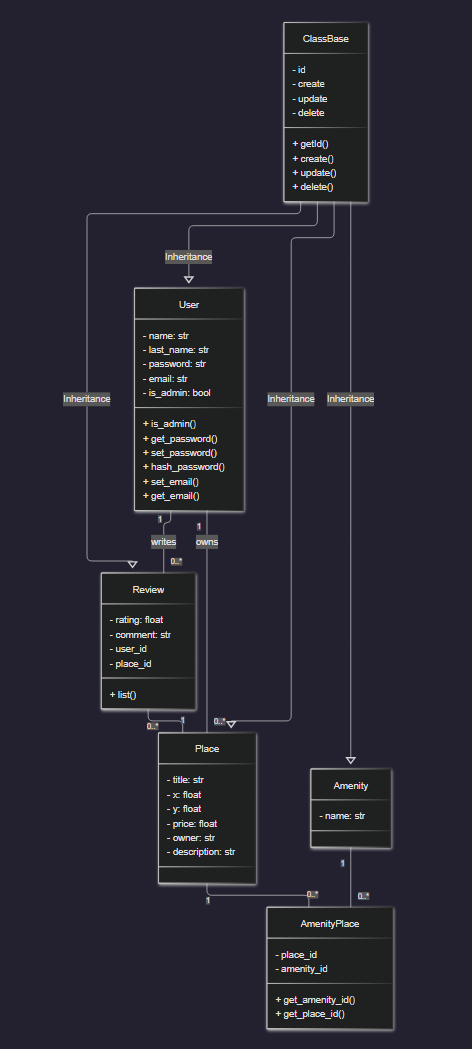 ClassBase
- id
- create
- update
- delete
+ getId()
+ create()
+ update()
+ delete()
Inheritance
User
- name: str
- last_name: str
- password: str
- email: str
- is_admin: bool
+ is_admin()
+ get_password()
+ set_password()
+ hash_password()
+ set_email()
+ get_email()
Inheritance
Inheritance
Inheritance
1
1
writes
owns
0..*
Review
- rating: float
- comment: str
- user_id
- place_id
+ list()
0..*
1
0..*
Place
- title: str
- x: float
- y: float
- price: float
- owner: str
- description: str
Amenity
- name: str
1
0..*
1
0..*
AmenityPlace
- place_id
- amenity_id
+ get_amenity_id()
+ get_place_id()